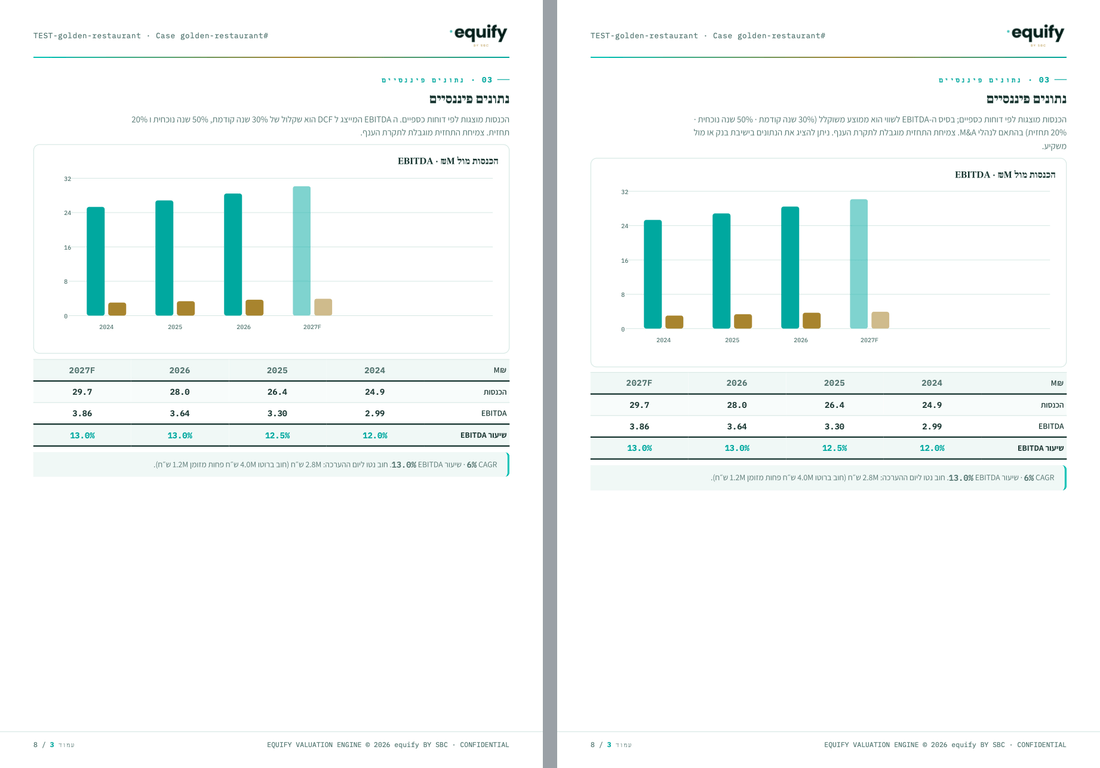 TEST-golden-restaurant · Case golden-restaurant#
equify
BY SBC
03 · נתונים פיננסיים
נתונים פיננסיים
הכנסות מוצגות לפי דוחות כספיים. ה EBITDA המייצג ל DCF הוא שקלול של 30% שנה קודמת, 50% שנה נוכחית ו 20%
תחזית. צמיחת התחזית מוגבלת לתקרת הענף.
הכנסות מול EBITDA · ₪M
32
24
16
8
0
2024 2025 2026 2027F
₪M 2024 2025 2026 2027F
הכנסות 24.9 26.4 28.0 29.7
EBITDA 2.99 3.30 3.64 3.86
שיעור EBITDA 12.0% 12.5% 13.0% 13.0%
CAGR 6% · שיעור EBITDA 13.0%. חוב נטו ליום ההערכה: 2.8M ש״ח (חוב ברוטו 4.0M ש״ח פחות מזומן 1.2M ש״ח).
עמוד 3 / 8
EQUIFY VALUATION ENGINE © 2026 equify BY SBC · CONFIDENTIAL
TEST-golden-restaurant · Case golden-restaurant#
equify
BY SBC
03 · נתונים פיננסיים
נתונים פיננסיים
הכנסות מוצגות לפי דוחות כספיים; בסיס ה-EBITDA לשווי הוא ממוצע משוקלל (30% שנה קודמת · 50% שנה נוכחית ·
20% תחזית) בהתאם לנהלי M&A. צמיחת התחזית מוגבלת לתקרת הענף. ניתן להציג את הנתונים בישיבת בנק או מול
משקיע.
הכנסות מול EBITDA · ₪M
32
24
16
8
0
2024 2025 2026 2027F
₪M 2024 2025 2026 2027F
הכנסות 24.9 26.4 28.0 29.7
EBITDA 2.99 3.30 3.64 3.86
שיעור EBITDA 12.0% 12.5% 13.0% 13.0%
CAGR 6% · שיעור EBITDA 13.0%. חוב נטו ליום ההערכה: 2.8M ש״ח (חוב ברוטו 4.0M ש״ח פחות מזומן 1.2M ש״ח).
עמוד 3 / 8
EQUIFY VALUATION ENGINE © 2026 equify BY SBC · CONFIDENTIAL